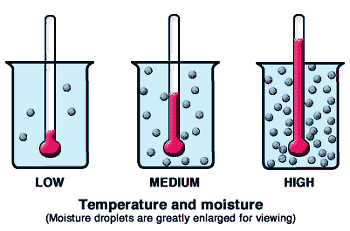 LOW MEDIUM HIGH
Temperature and moisture
(Moisture droplets are greatly enlarged for viewing)